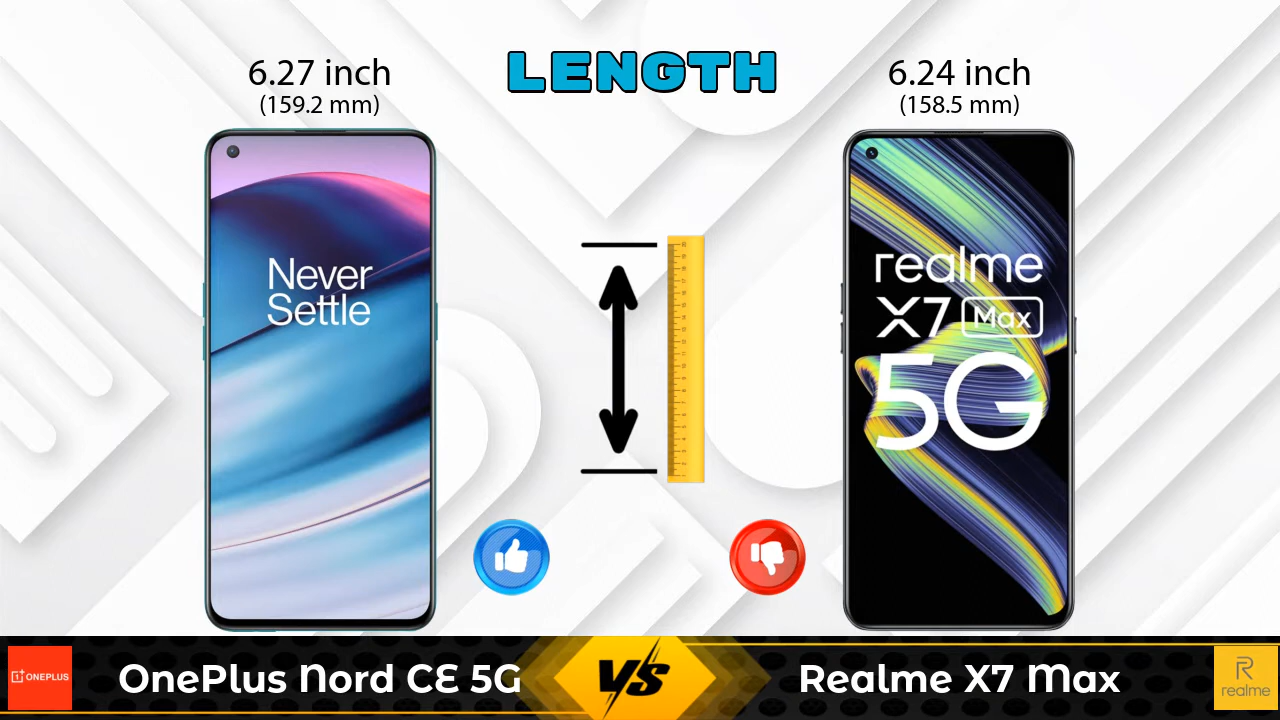 LENGTH
6.27 inch
(159.2 mm)
6.24 inch
(158.5 mm)
Never
Settle
realme
X7 Max
5G
1+ ONEPLUS
OnePlus Nord CE 5G
VS
Realme X7 Max
R
realme